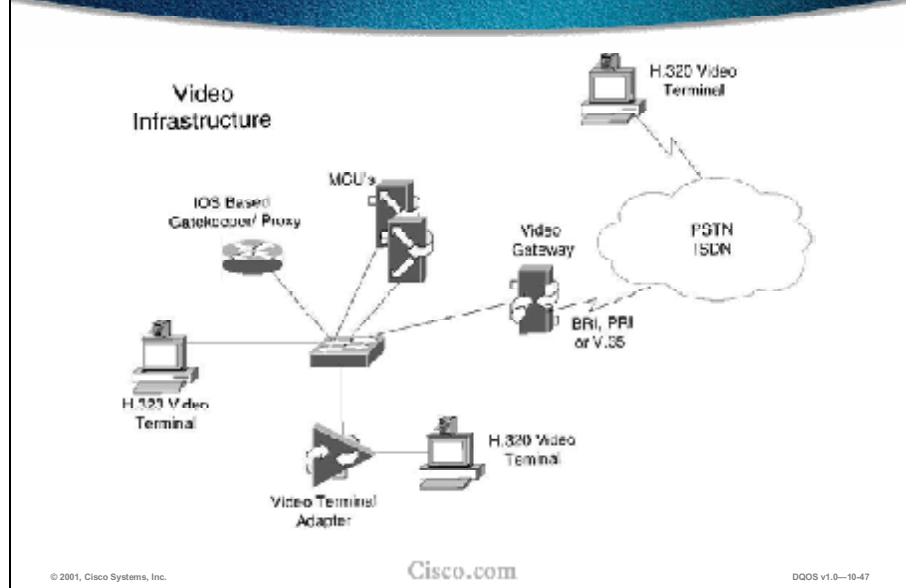 Video
Infrastructure
H.320 Video
Terminal
MCU's
IOS Based
Gatekeeper/ Proxy
Video
Gateway
PSTN
ISDN
BRI, PRI
or V.35
H.323 Video
Terminal
H.320 Video
Teminal
Video Terminal
Adapter
© 2001, Cisco Systems, Inc.
Cisco.com
DQOS v1.0—10-47